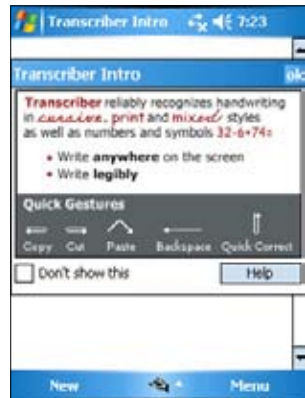 Transcriber Intro 7:23
Transcriber Intro ok
Transcriber reliably recognizes handwriting
in cursive, print and mixed styles
as well as numbers and symbols 32-6+74=
• Write anywhere on the screen
• Write legibly
Quick Gestures
Copy Cut Paste Backspace Quick Correct
Don't show this Help
New Menu